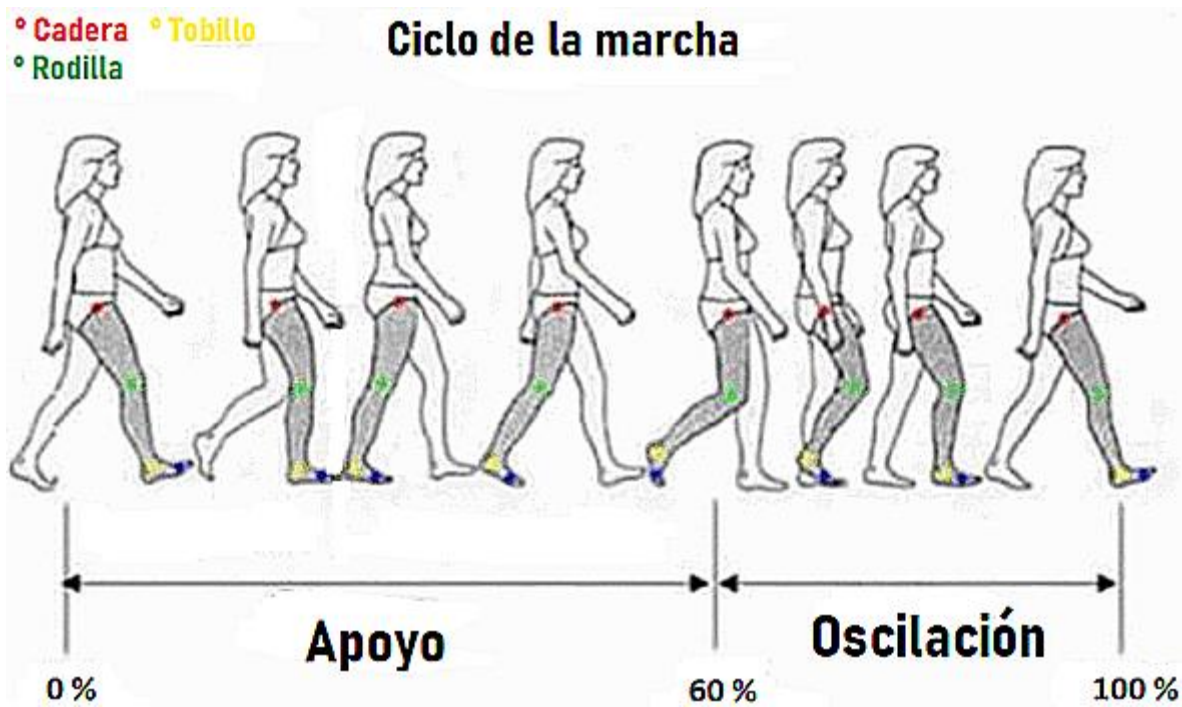 ° Cadera ° Tobillo
° Rodilla
Ciclo de la marcha
Apoyo
Oscilación
0 %
60 %
100 %